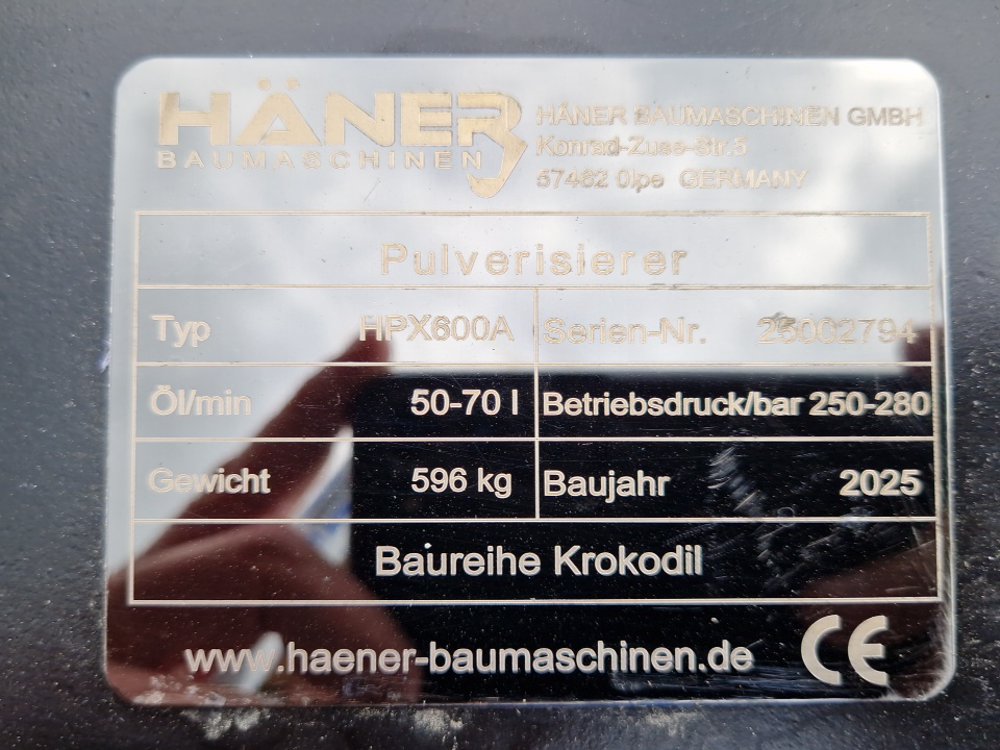 HÄNER
BAUMASCHINEN
HÄNER BAUMASCHINEN GMBH
Konrad-Zuse-Str.5
57462 Olpe GERMANY
Pulverisierer
Typ HPX600A Serien-Nr. 25002794
Öl/min 50-70 l Betriebsdruck/bar 250-280
Gewicht 596 kg Baujahr 2025
Baureihe Krokodil
www.haener-baumaschinen.de CE